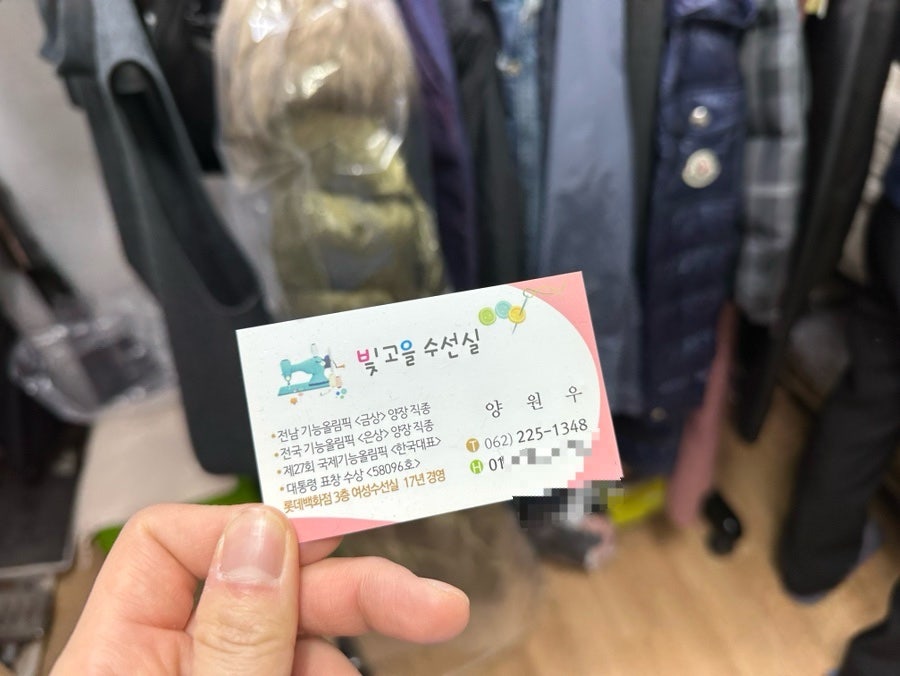 빛고을 수선실
양 원 우
• 전남 기능올림픽 <금상> 양장 직종
• 전국 기능올림픽 <은상> 양장 직종
• 제27회 국제기능올림픽 <한국대표>
• 대통령 표창 수상 <58096호>
롯데백화점 3층 여성수선실 17년 경영
T 062) 225-1348
H 01